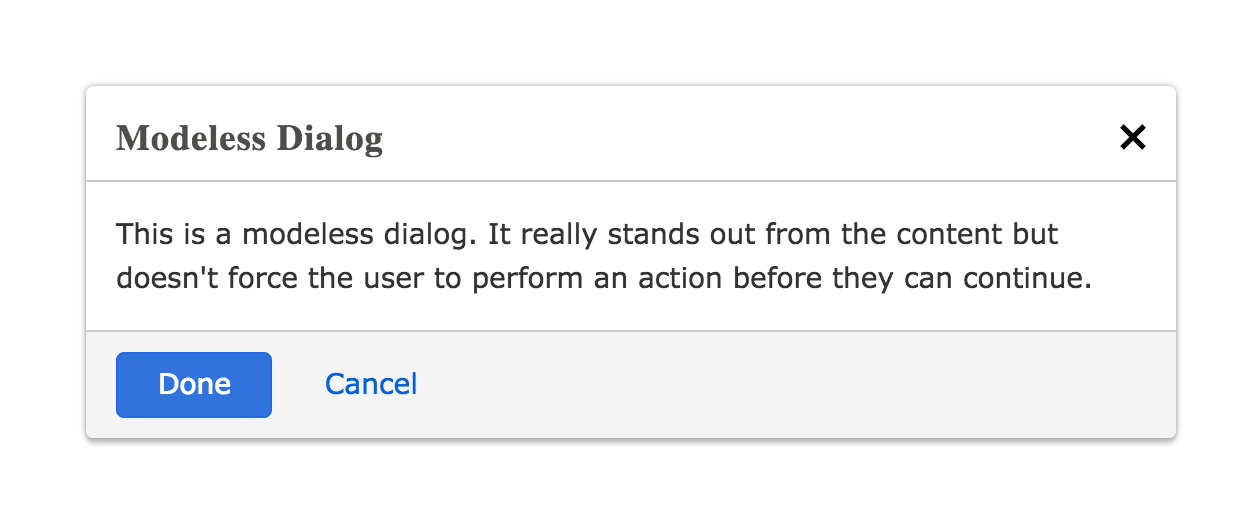 Modeless Dialog
This is a modeless dialog. It really stands out from the content but
doesn't force the user to perform an action before they can continue.
Done Cancel